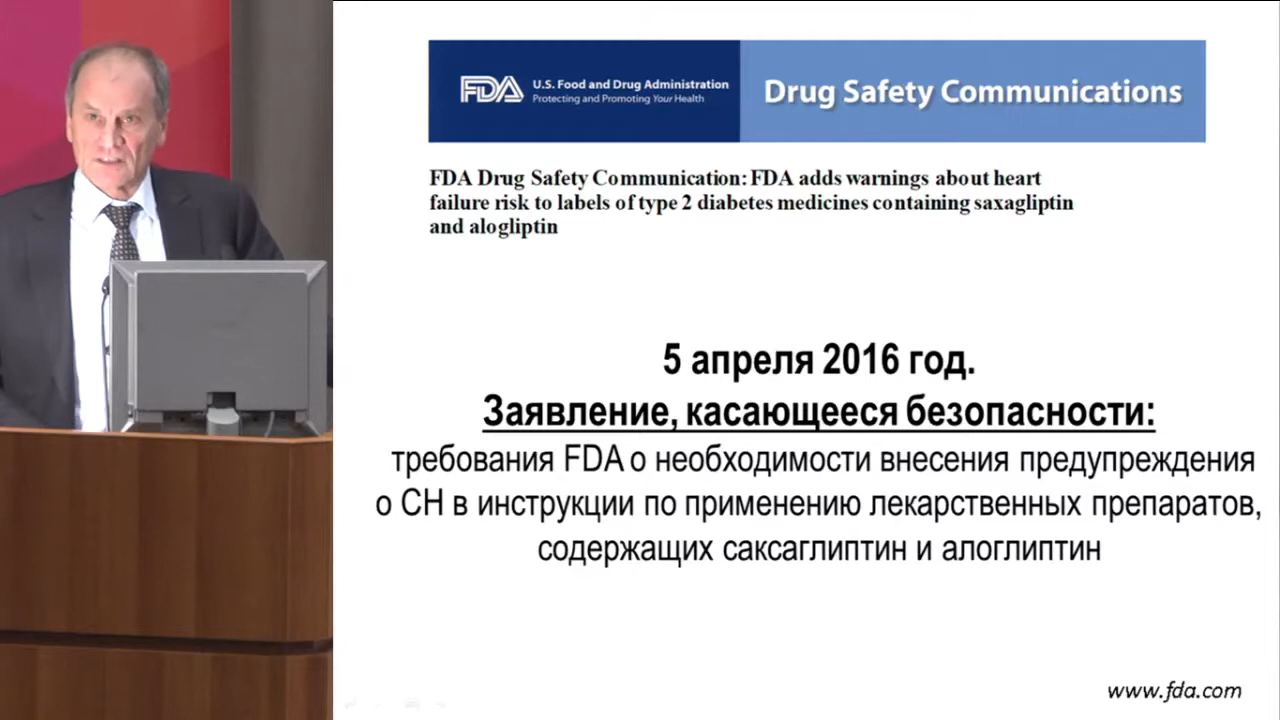 FDA
U.S. Food and Drug Administration
Protecting and Promoting Your Health
Drug Safety Communications
FDA Drug Safety Communication: FDA adds warnings about heart
failure risk to labels of type 2 diabetes medicines containing saxagliptin
and alogliptin
5 апреля 2016 год.
Заявление, касающееся безопасности:
требования FDA о необходимости внесения предупреждения
о СН в инструкции по применению лекарственных препаратов,
содержащих саксаглиптин и алоглиптин
www.fda.com